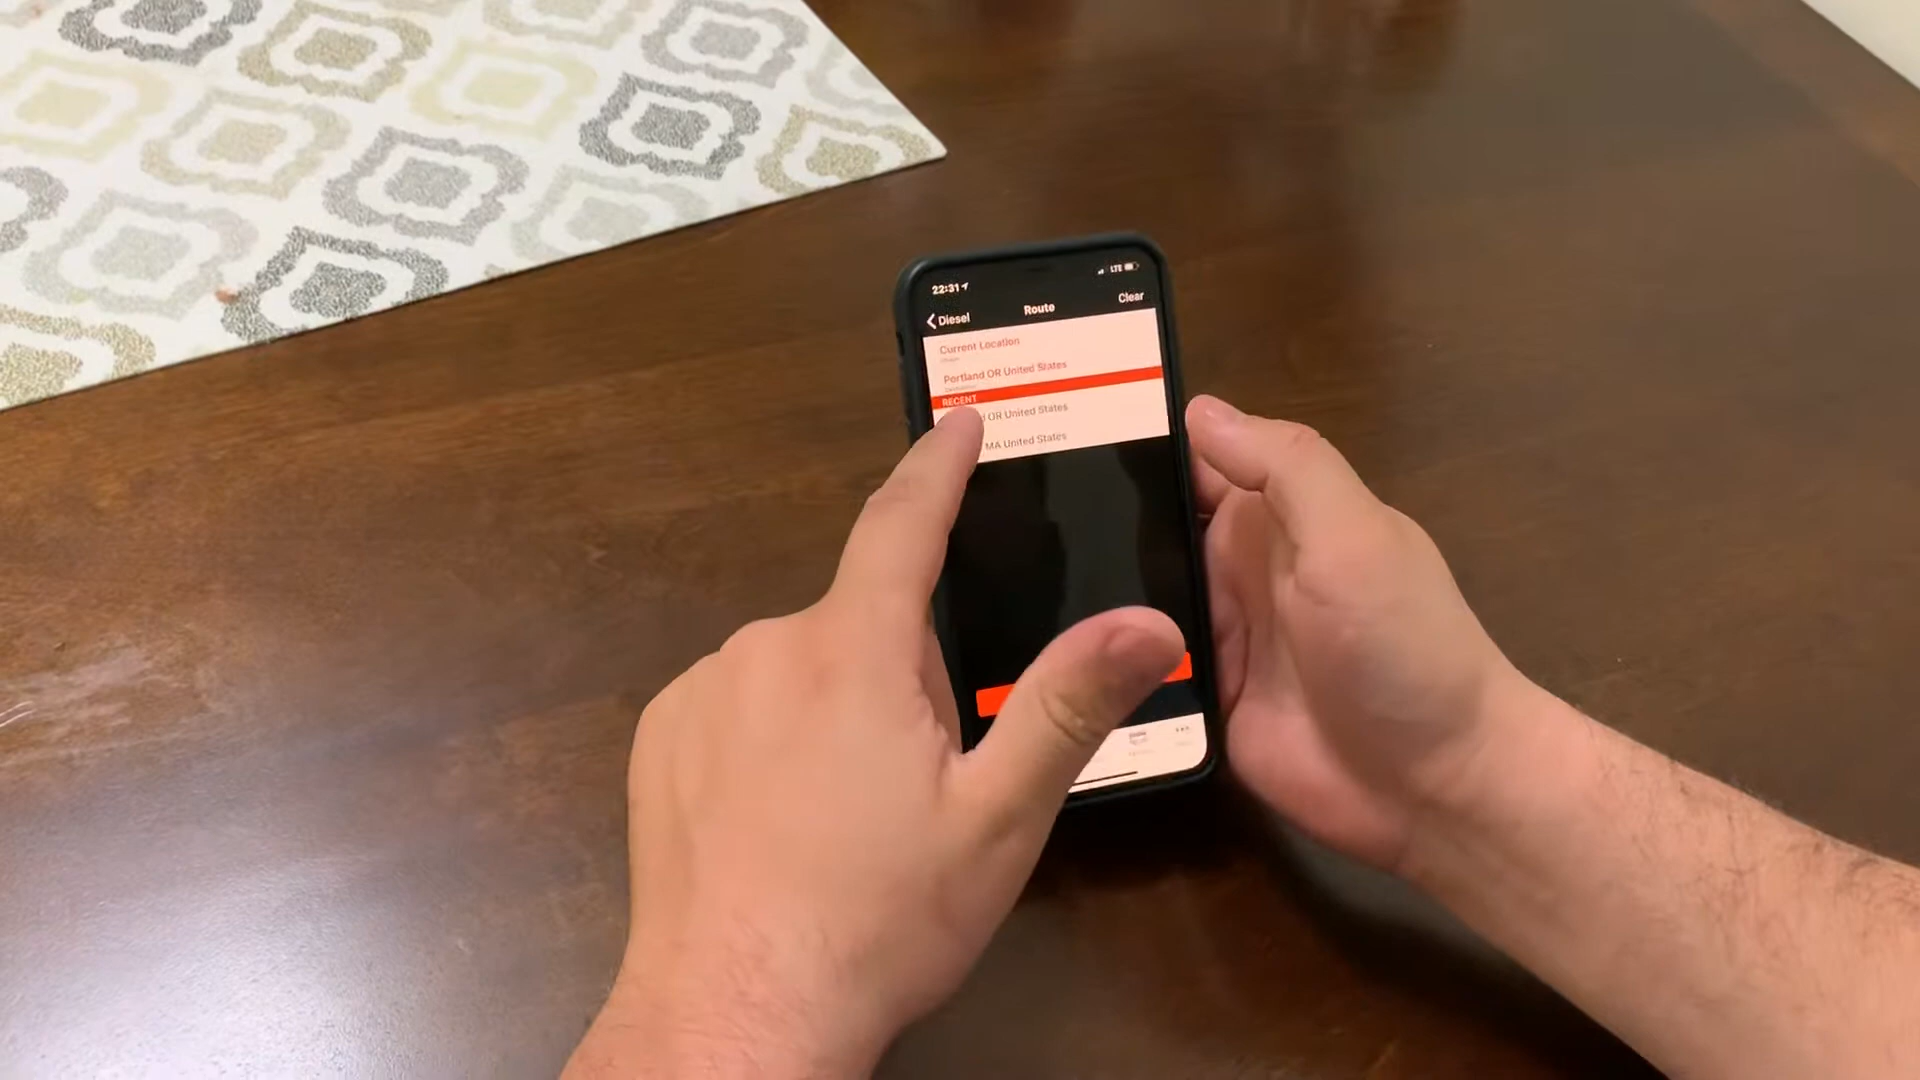 22:31 LTE
Diesel Route Clear
Current Location
Portland OR United States
RECENT
OR United States
MA United States